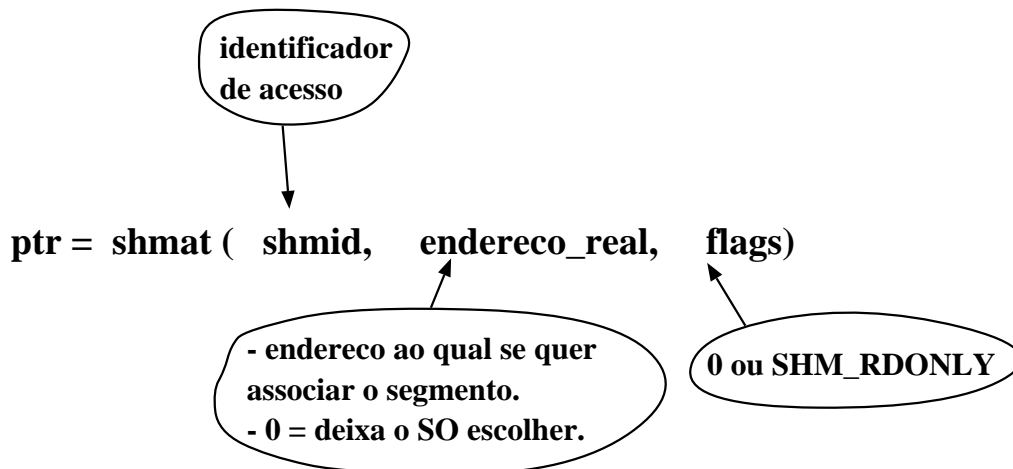 identificador
de acesso
ptr = shmat ( shmid, endereco_real, flags)
- endereco ao qual se quer
associar o segmento.
- 0 = deixa o SO escolher.
0 ou SHM_RDONLY